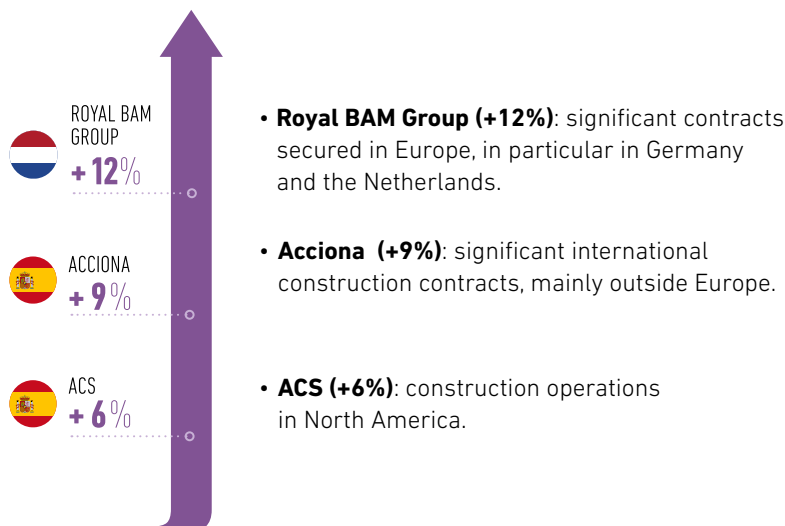 ROYAL BAM
GROUP
+ 12%
ACCIONA
+ 9%
ACS
+ 6%
• Royal BAM Group (+12%): significant contracts
secured in Europe, in particular in Germany
and the Netherlands.
• Acciona (+9%): significant international
construction contracts, mainly outside Europe.
• ACS (+6%): construction operations
in North America.